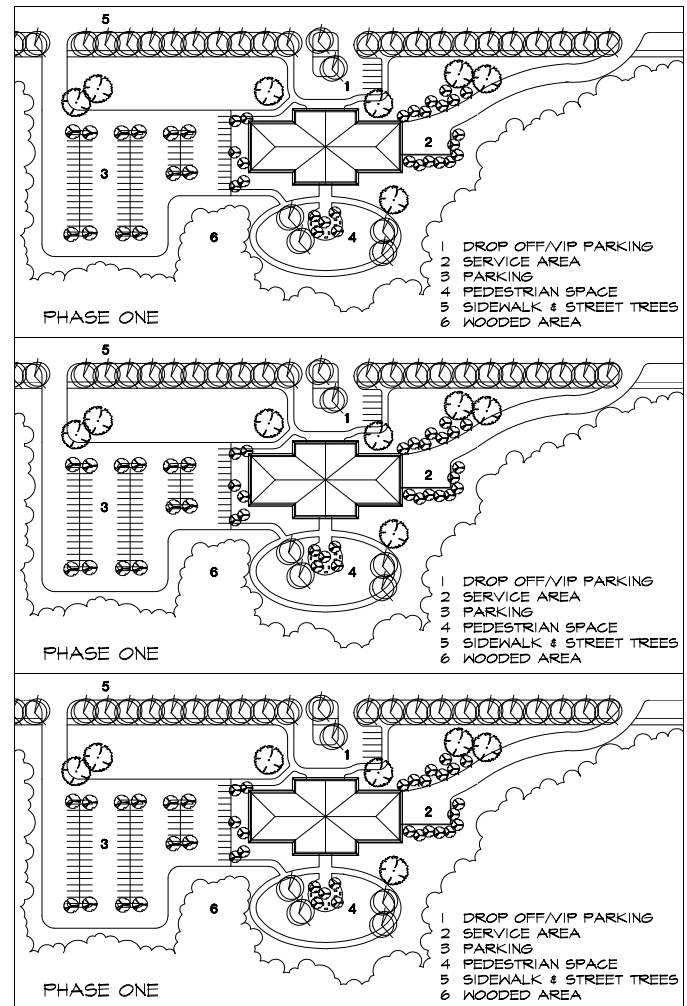 5
1
2
3
6
4
1 DROP OFF/VIP PARKING
2 SERVICE AREA
3 PARKING
4 PEDESTRIAN SPACE
5 SIDEWALK & STREET TREES
6 WOODED AREA
PHASE ONE
5
1
2
3
6
4
1 DROP OFF/VIP PARKING
2 SERVICE AREA
3 PARKING
4 PEDESTRIAN SPACE
5 SIDEWALK & STREET TREES
6 WOODED AREA
PHASE ONE
5
1
2
3
6
4
1 DROP OFF/VIP PARKING
2 SERVICE AREA
3 PARKING
4 PEDESTRIAN SPACE
5 SIDEWALK & STREET TREES
6 WOODED AREA
PHASE ONE